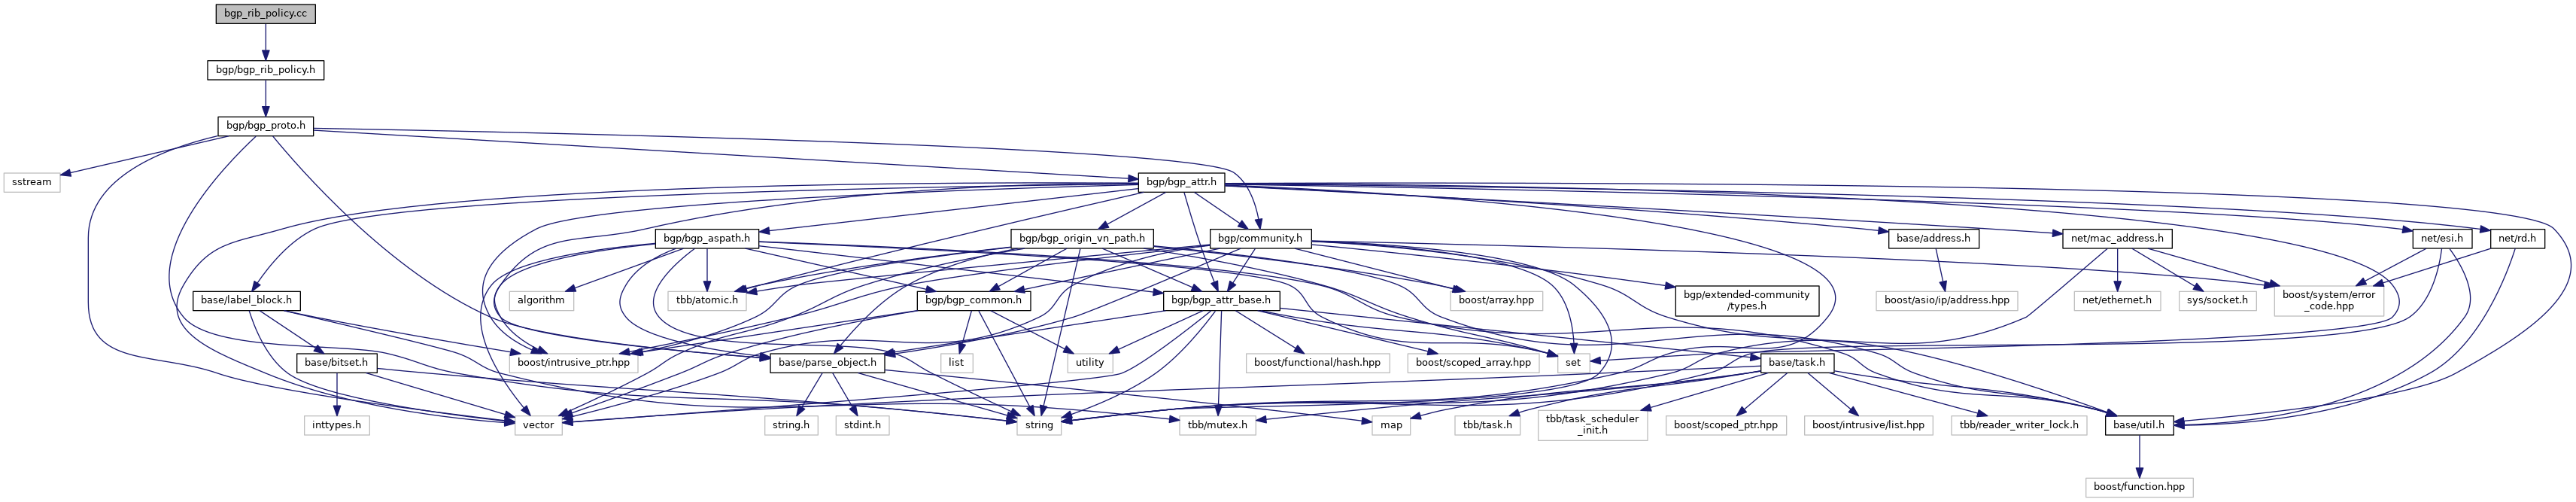 bgp_rib_policy.cc
bgp/bgp_rib_policy.h
bgp/bgp_proto.h
sstream
bgp/bgp_attr.h
bgp/bgp_aspath.h
bgp/bgp_origin_vn_path.h
bgp/community.h
base/address.h
net/mac_address.h
net/esi.h
net/rd.h
base/label_block.h
algorithm
tbb/atomic.h
bgp/bgp_common.h
bgp/bgp_attr_base.h
boost/array.hpp
bgp/extended-community
/types.h
boost/asio/ip/address.hpp
net/ethernet.h
sys/socket.h
boost/system/error
_code.hpp
base/bitset.h
boost/intrusive_ptr.hpp
base/parse_object.h
list
utility
boost/functional/hash.hpp
boost/scoped_array.hpp
set
base/task.h
inttypes.h
vector
string.h
stdint.h
string
tbb/mutex.h
map
tbb/task.h
tbb/task_scheduler
_init.h
boost/scoped_ptr.hpp
boost/intrusive/list.hpp
tbb/reader_writer_lock.h
base/util.h
boost/function.hpp